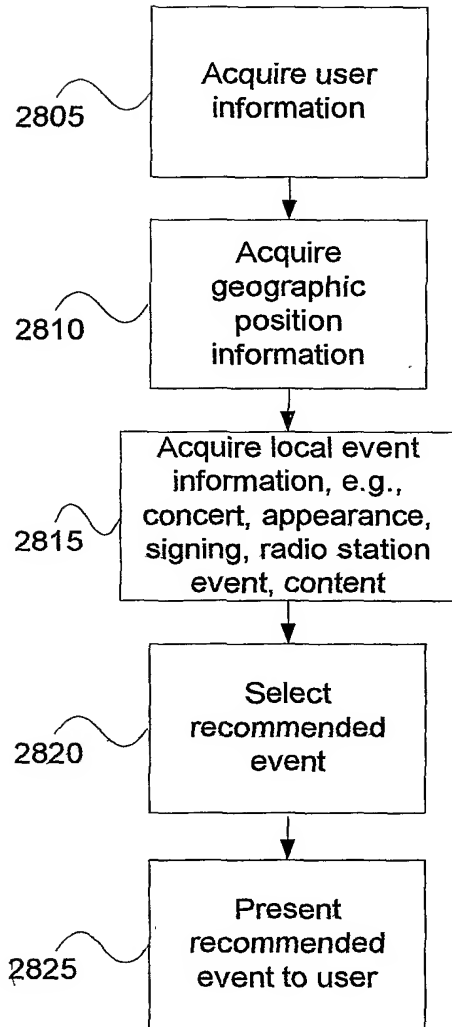 Acquire user
information
2805
Acquire
geographic
position
information
2810
Acquire local event
information, e.g.,
concert, appearance,
signing, radio station
event, content
2815
Select
recommended
event
2820
Present
recommended
event to user
2825